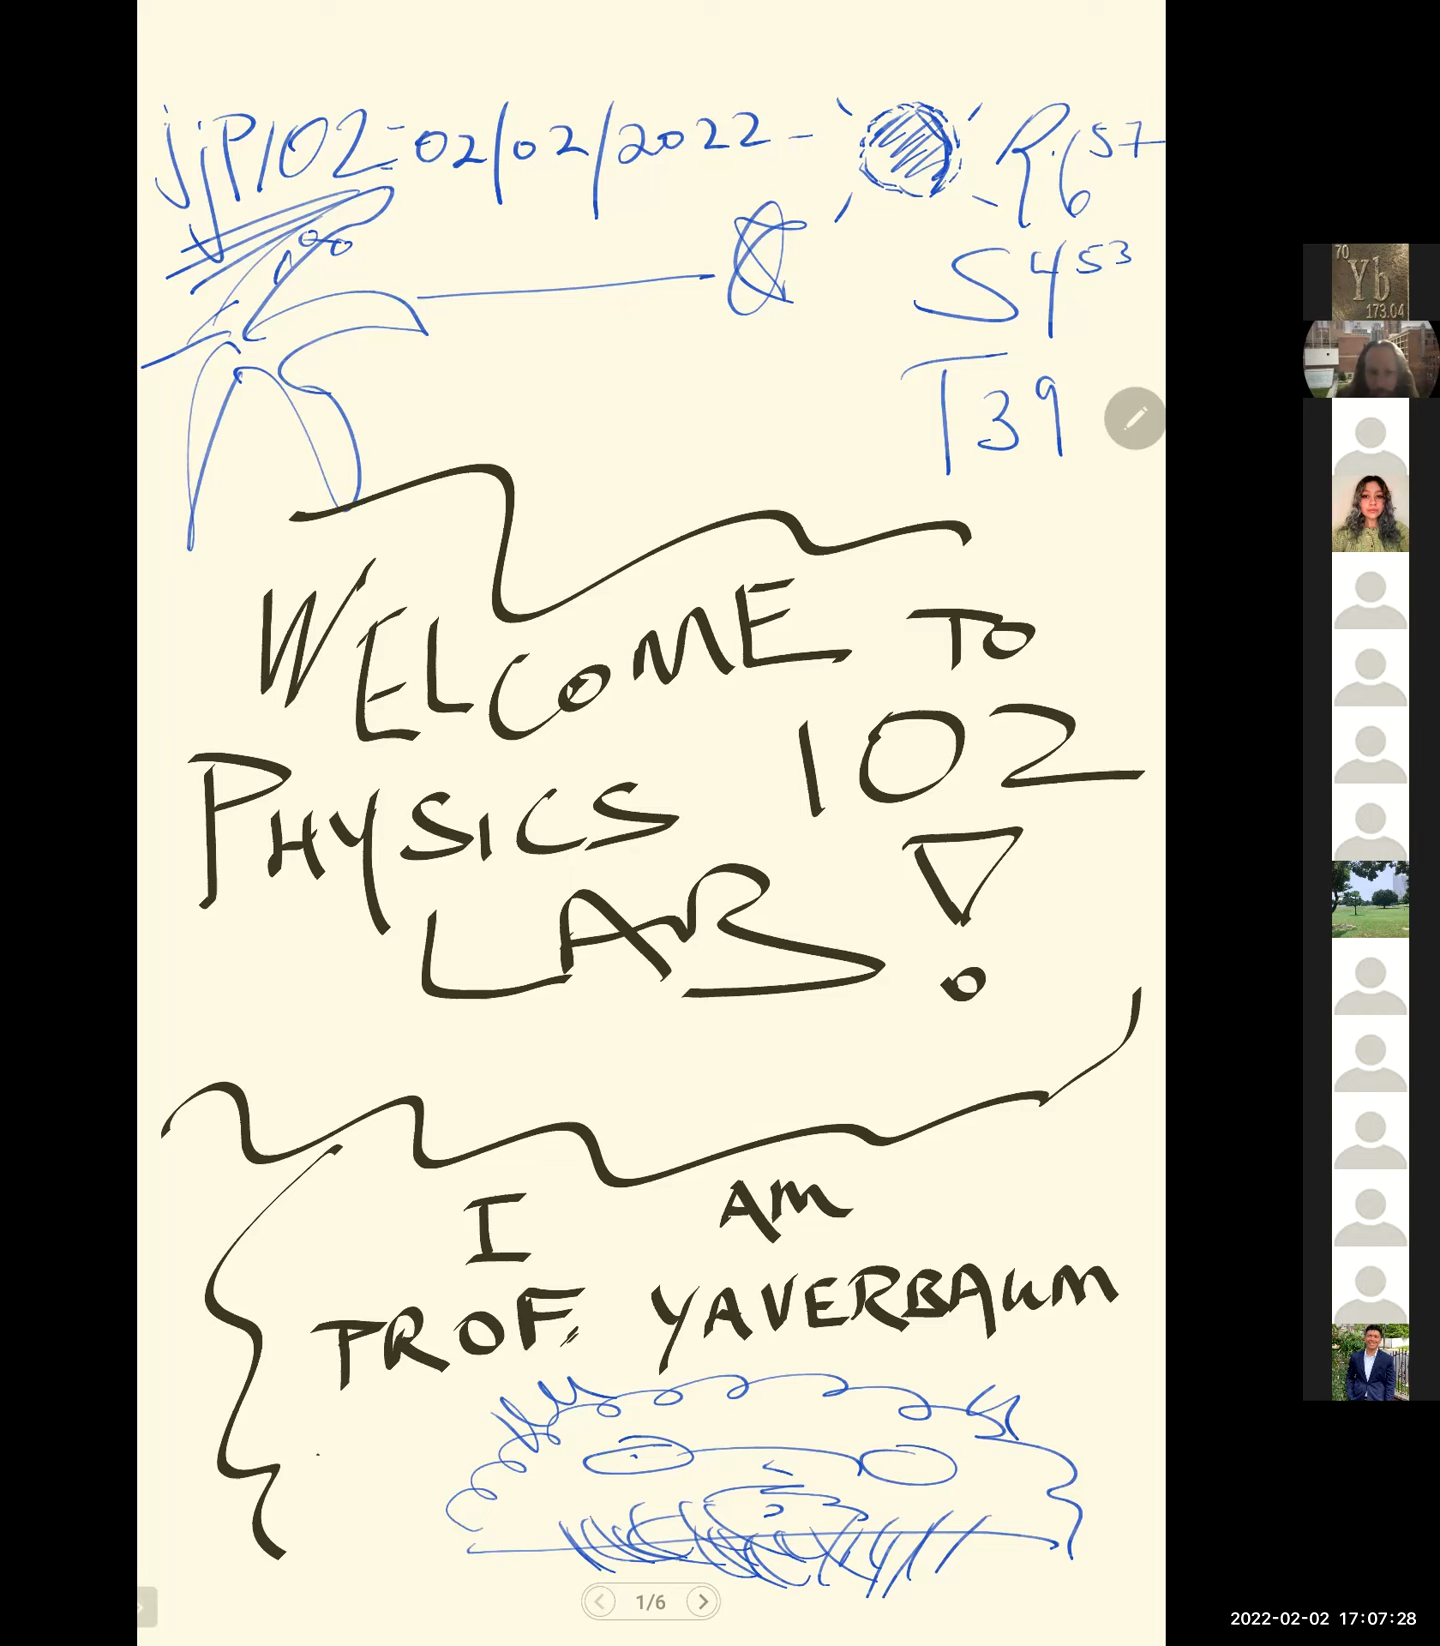 jjP102-02/02/2022-
R657
S453
T39
WELCOME TO
PHYSICS 102
LAB!
I AM
PROF. YAVERBAUM
1/6
70
Yb
173.04
2022-02-02 17:07:28